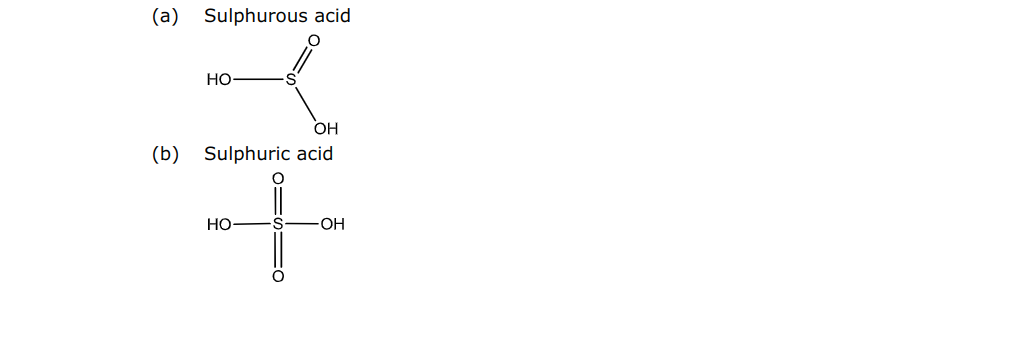 (a) Sulphurous acid
O
HO S
OH
(b) Sulphuric acid
O
HO S OH
O